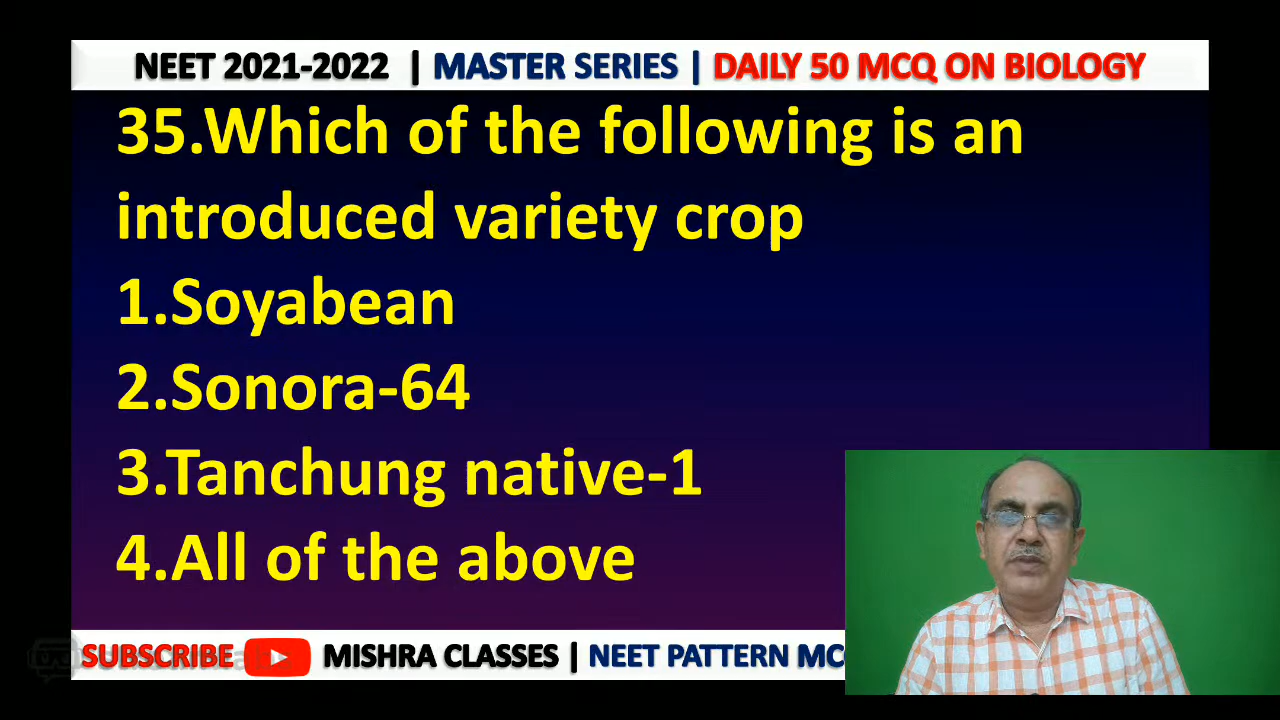 NEET 2021-2022 | MASTER SERIES | DAILY 50 MCQ ON BIOLOGY
35.Which of the following is an
introduced variety crop
1.Soyabean
2.Sonora-64
3.Tanchung native-1
4.All of the above
SUBSCRIBE MISHRA CLASSES | NEET PATTERN MC